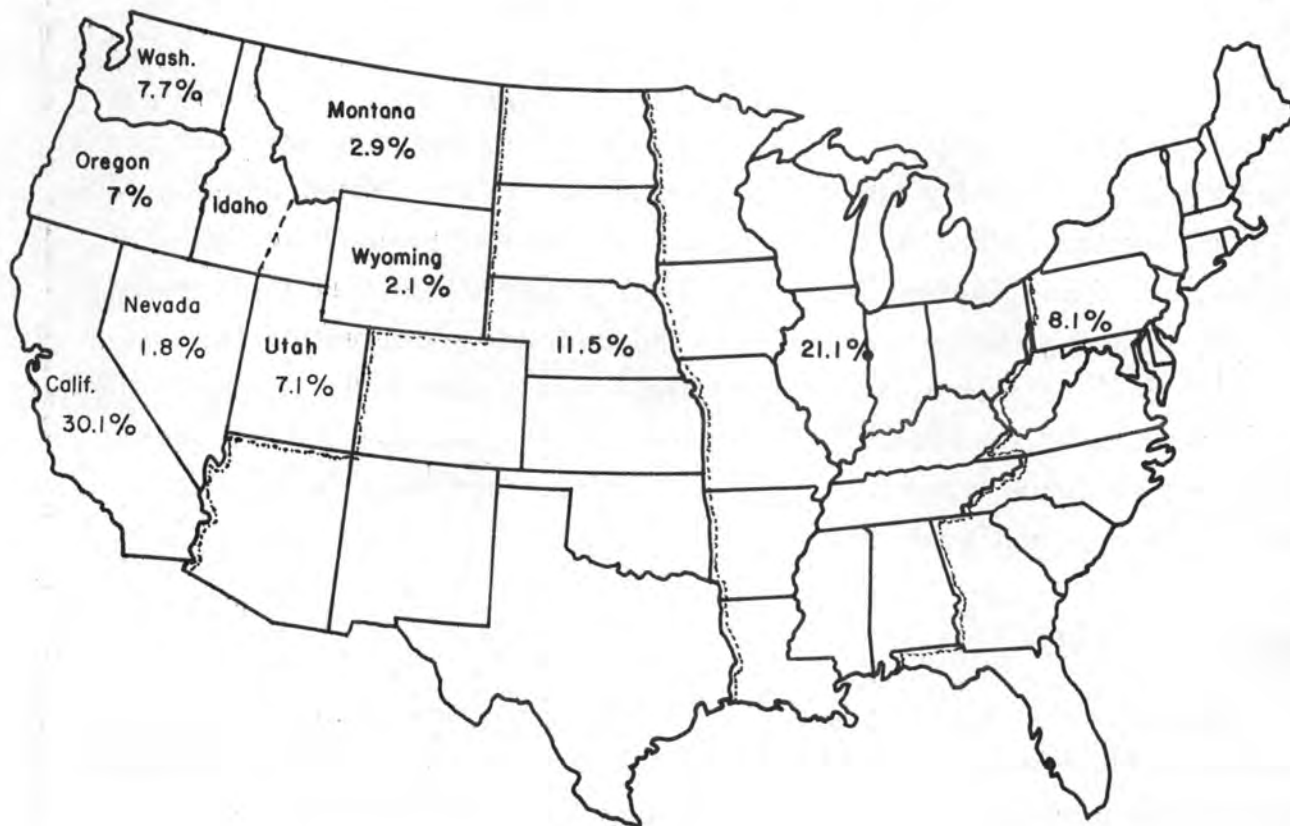 Wash.
7.7%
Montana
2.9%
Oregon
7%
Idaho
Wyoming
2.1%
Nevada
1.8%
Utah
7.1%
Calif.
30.1%
11.5%
21.1%
8.1%